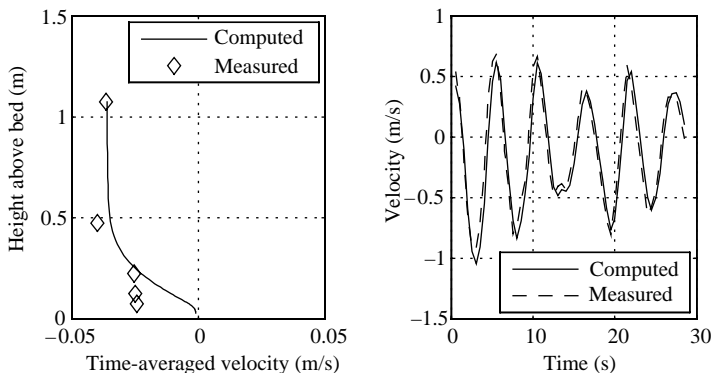 1.5
1
0.5
0
−0.05
0
0.05
Height above bed (m)
Time-averaged velocity (m/s)
Computed
Measured
1
0.5
0
−0.5
−1
−1.5
0
10
20
30
Velocity (m/s)
Time (s)
Computed
Measured